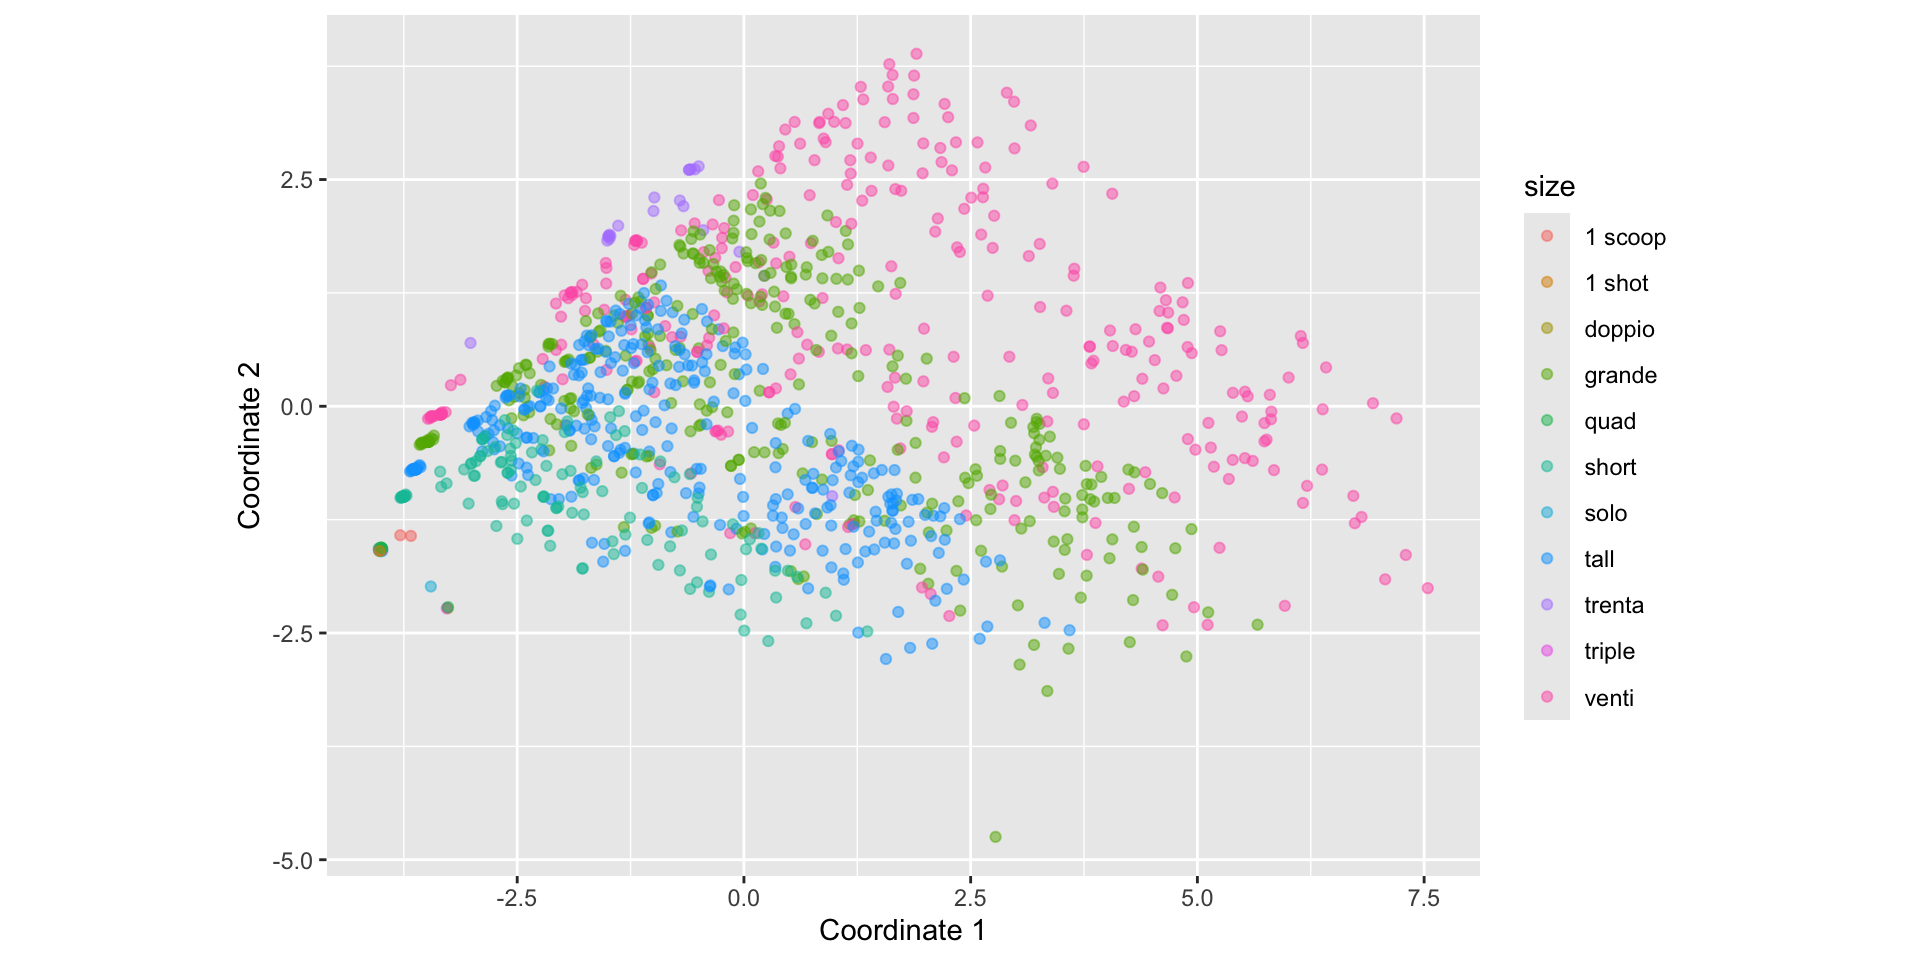 Coordinate 2
2.5
0.0
-2.5
-5.0
-2.5
0.0
2.5
5.0
7.5
Coordinate 1
size
1 scoop
1 shot
doppio
grande
quad
short
solo
tall
trenta
triple
venti